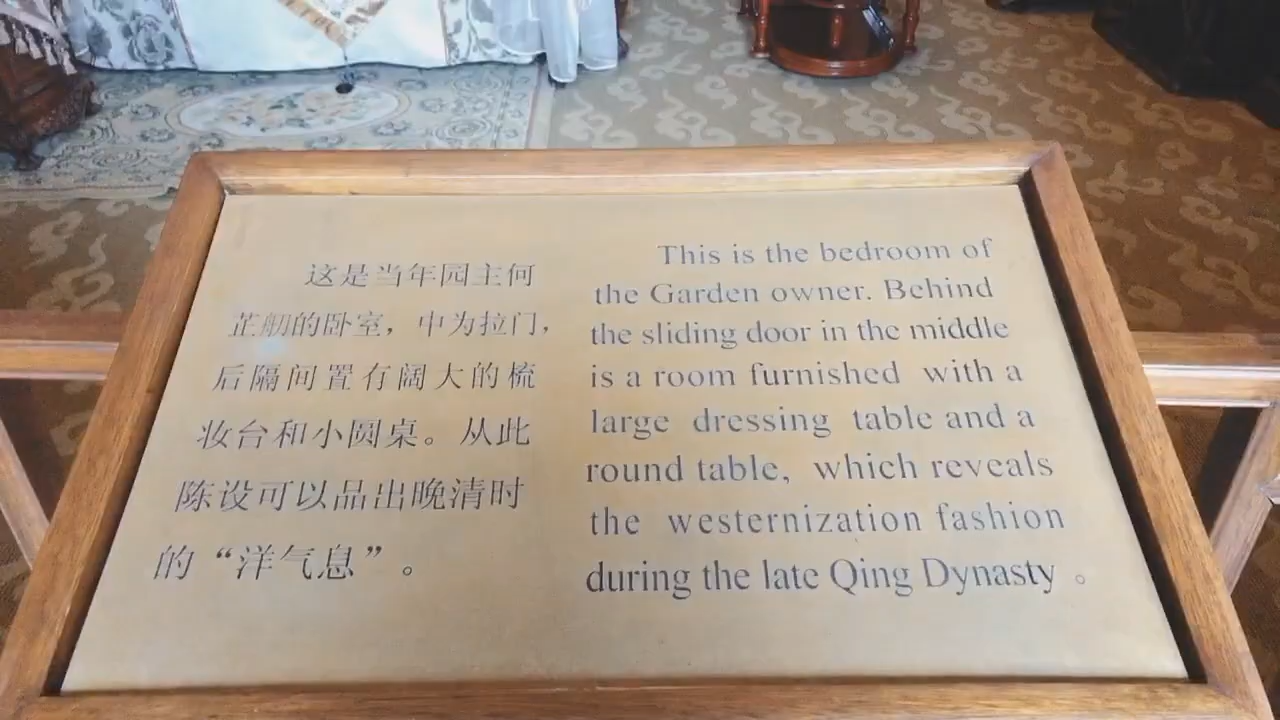 这是当年园主何
芷舠的卧室，中为拉门，
后隔间置有阔大的梳
妆台和小圆桌。从此
陈设可以品出晚清时
的“洋气息”。
This is the bedroom of
the Garden owner. Behind
the sliding door in the middle
is a room furnished with a
large dressing table and a
round table, which reveals
the westernization fashion
during the late Qing Dynasty 。